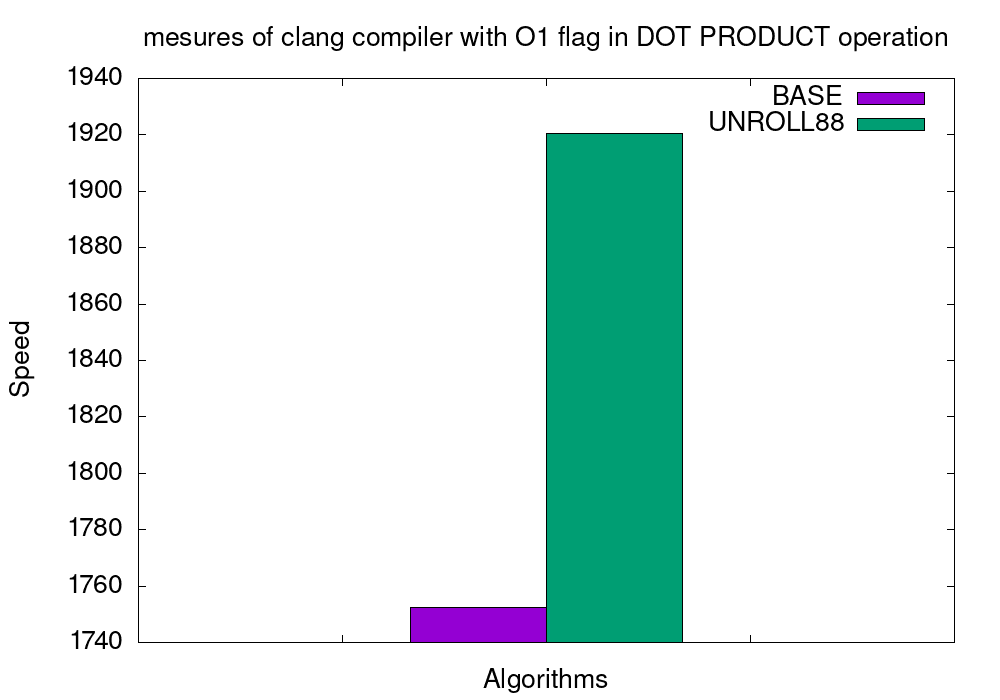 mesures of clang compiler with O1 flag in DOT PRODUCT operation
1940
1920
1900
1880
1860
1840
1820
1800
1780
1760
1740
BASE
UNROLL88
Speed
Algorithms